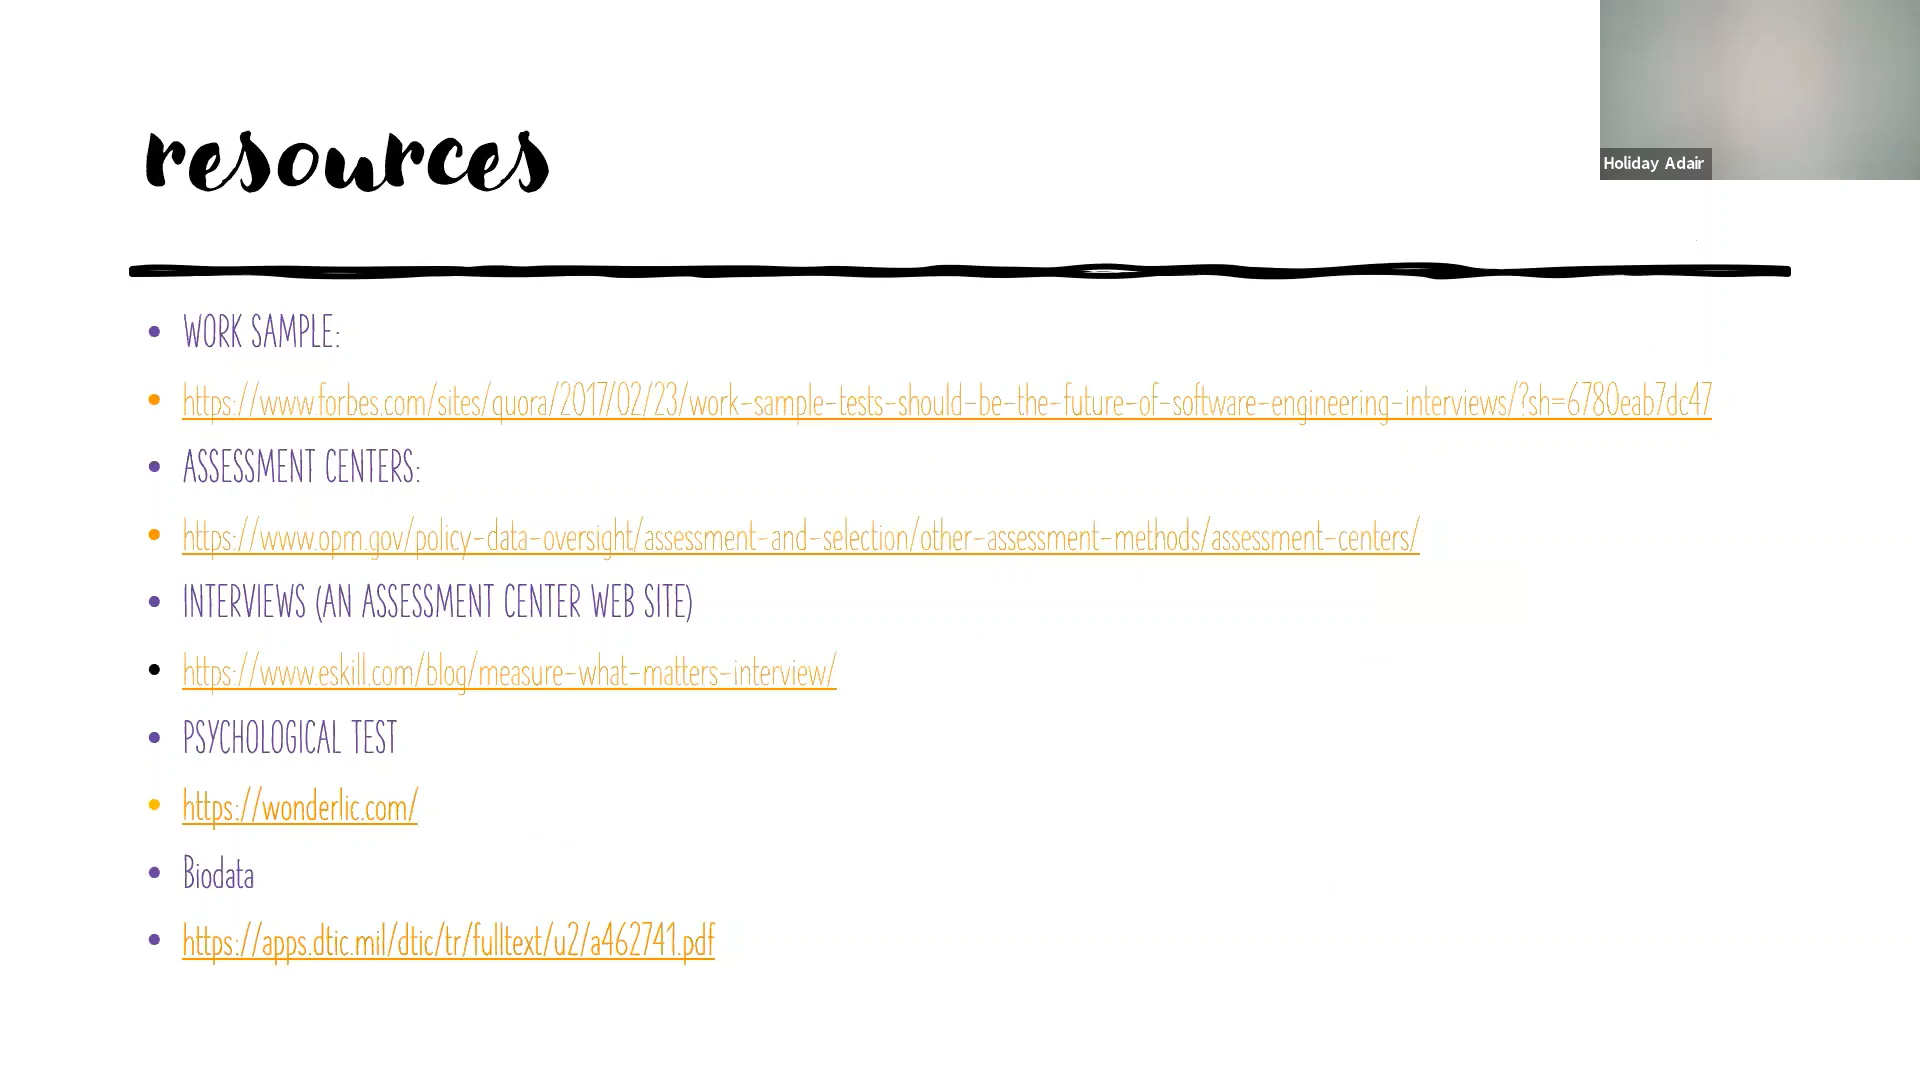 Holiday Adair
resources
WORK SAMPLE:
https://www.forbes.com/sites/quora/2017/02/23/work-sample-tests-should-be-the-future-of-software-engineering-interviews/?sh=6780eab7dc47
ASSESSMENT CENTERS:
https://www.opm.gov/policy-data-oversight/assessment-and-selection/other-assessment-methods/assessment-centers/
INTERVIEWS (AN ASSESSMENT CENTER WEB SITE)
https://www.eskill.com/blog/measure-what-matters-interview/
PSYCHOLOGICAL TEST
https://wonderlic.com/
Biodata
https://apps.dtic.mil/dtic/tr/fulltext/u2/a462741.pdf